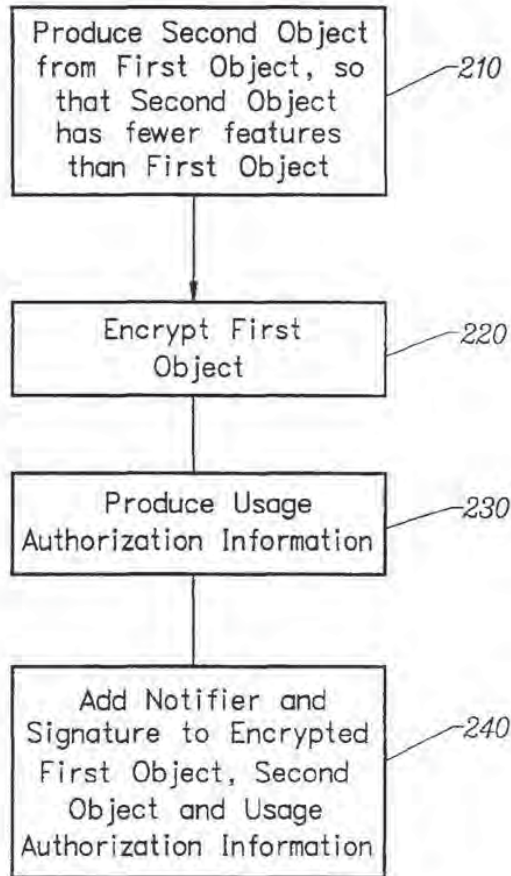 Produce Second Object
from First Object, so
that Second Object
has fewer features
than First Object
210
Encrypt First
Object
220
Produce Usage
Authorization Information
230
Add Notifier and
Signature to Encrypted
First Object, Second
Object and Usage
Authorization Information
240